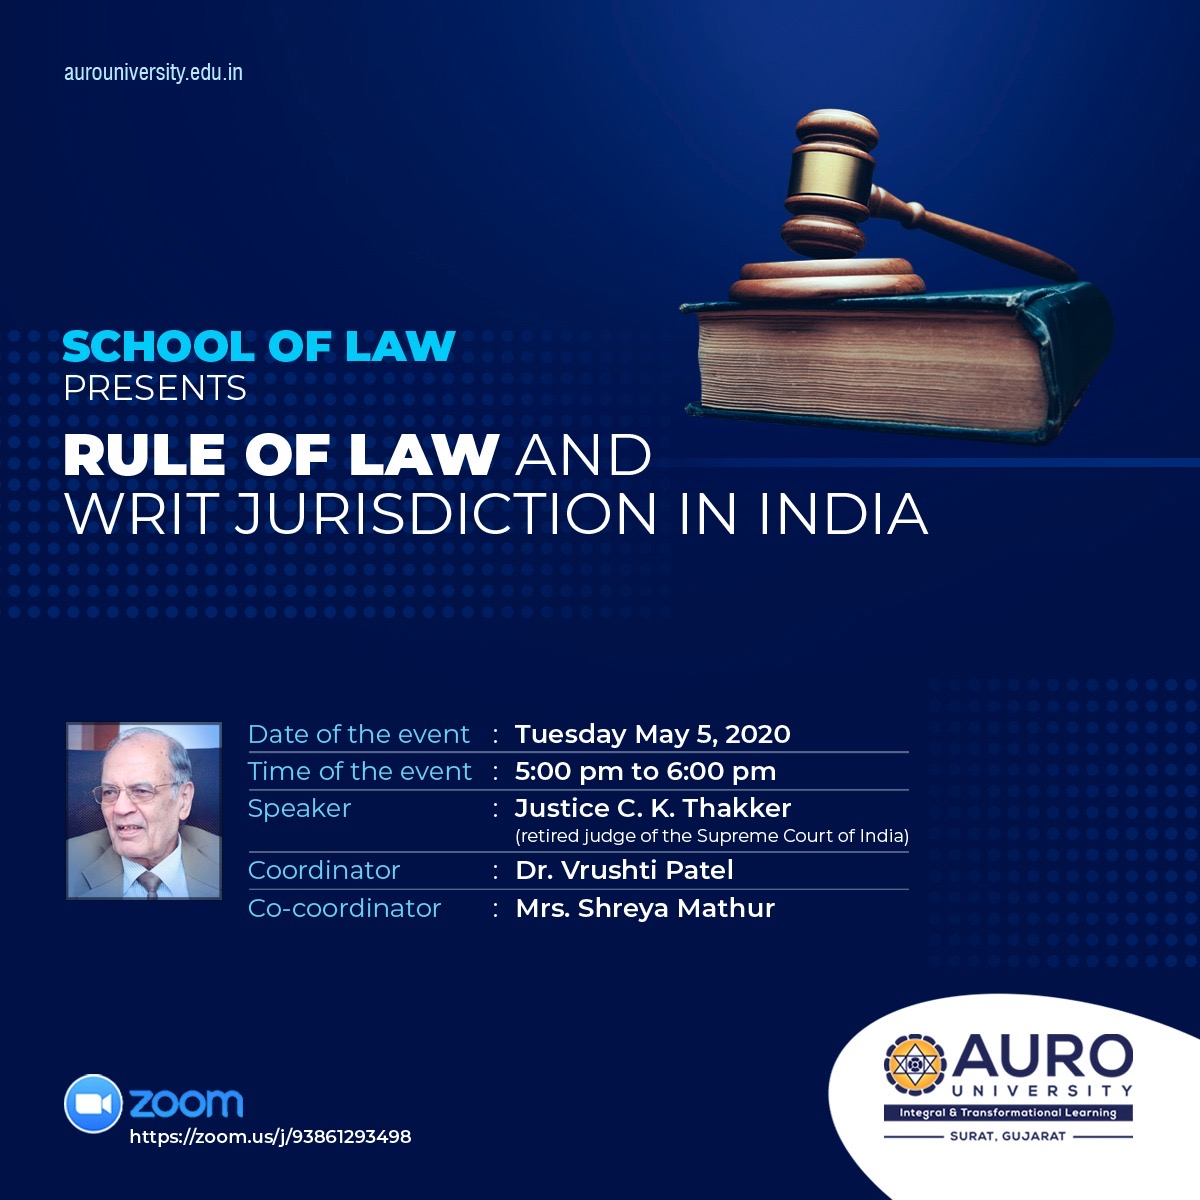 aurouniversity.edu.in
SCHOOL OF LAW
PRESENTS
RULE OF LAW AND
WRIT JURISDICTION IN INDIA
Date of the event : Tuesday May 5, 2020
Time of the event : 5:00 pm to 6:00 pm
Speaker : Justice C. K. Thakker
(retired judge of the Supreme Court of India)
Coordinator : Dr. Vrushti Patel
Co-coordinator : Mrs. Shreya Mathur
zoom
https://zoom.us/j/93861293498
AURO
UNIVERSITY
Integral & Transformational Learning
SURAT, GUJARAT